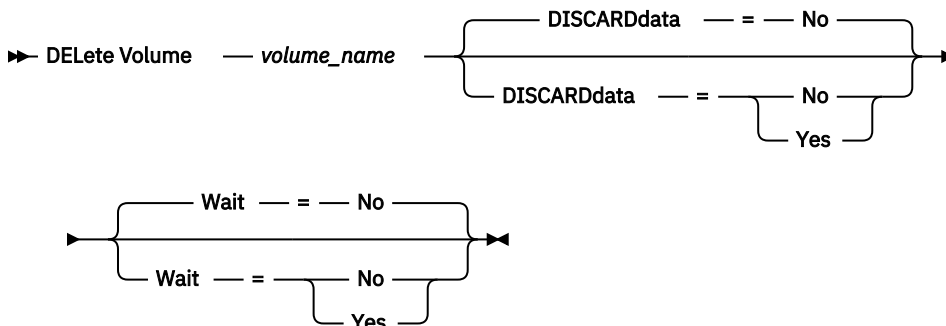 DISCARDdata = No
DELete Volume volume_name
DISCARDdata = No
Yes
Wait = No
Wait = No
Yes